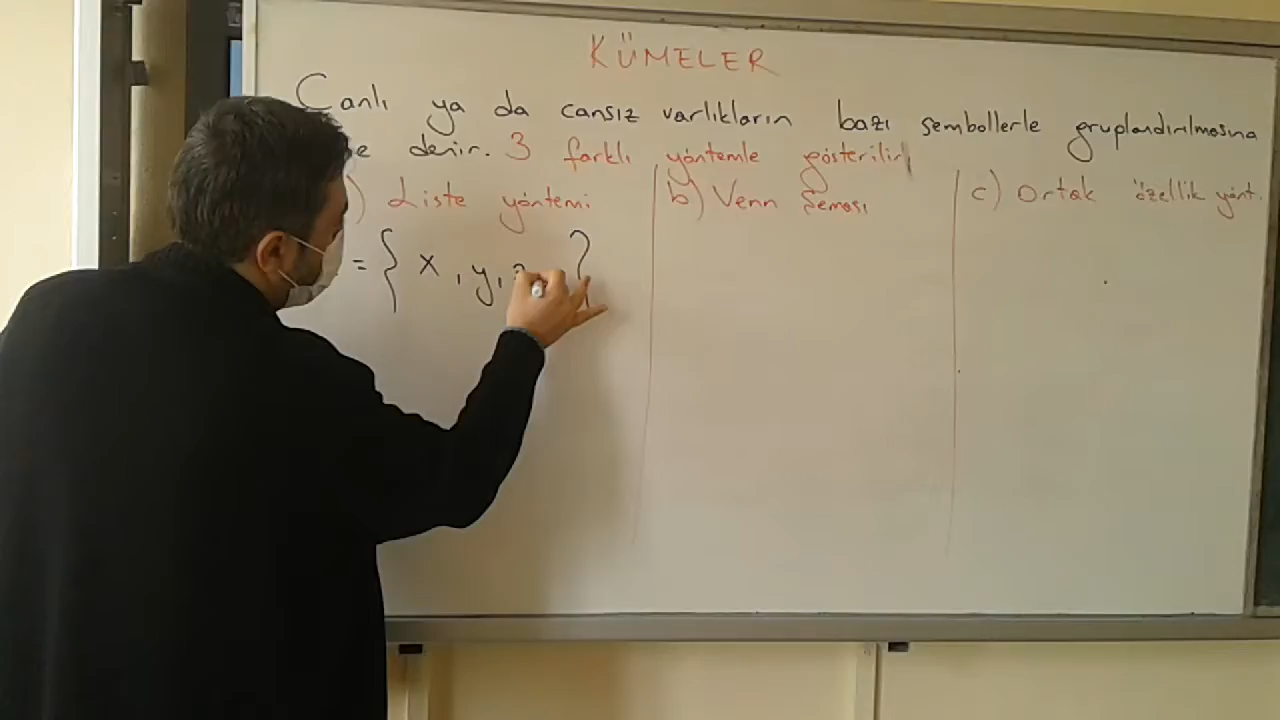 KÜMELER
Canlı ya da cansız varlıkların bazı sembollerle gruplandırılmasına
denir. 3 farklı yöntemle gösterilir
) Liste yöntemi
b) Venn Şeması
c) Ortak özellik yönt.
= { x , y, }